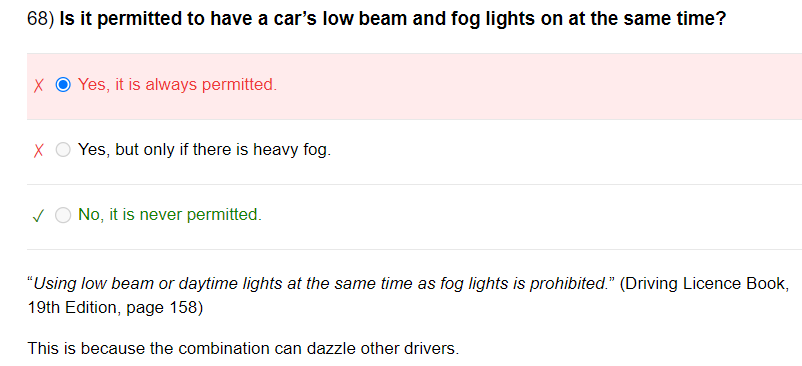 68) Is it permitted to have a car’s low beam and fog lights on at the same time?
X Yes, it is always permitted.
X Yes, but only if there is heavy fog.
✓ No, it is never permitted.
“Using low beam or daytime lights at the same time as fog lights is prohibited.” (Driving Licence Book,
19th Edition, page 158)
This is because the combination can dazzle other drivers.